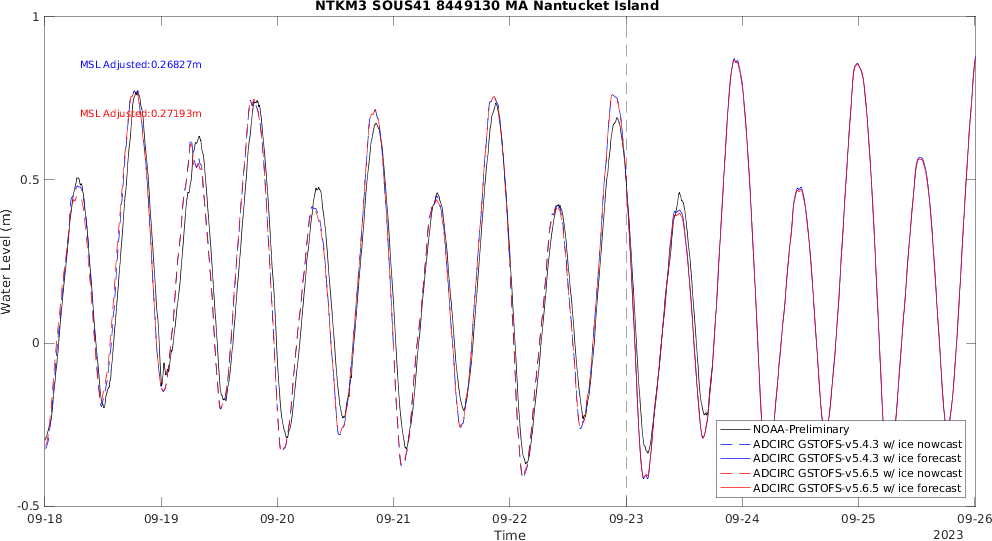 NTKM3 SOUS41 8449130 MA Nantucket Island
1
MSL Adjusted:0.26827m
MSL Adjusted:0.27193m
0.5
Water Level (m)
0
NOAA-Preliminary
ADCIRC GSTOFS-v5.4.3 w/ ice nowcast
ADCIRC GSTOFS-v5.4.3 w/ ice forecast
ADCIRC GSTOFS-v5.6.5 w/ ice nowcast
ADCIRC GSTOFS-v5.6.5 w/ ice forecast
-0.5
09-18 09-19 09-20 09-21 09-22 09-23 09-24 09-25 09-26
Time
2023